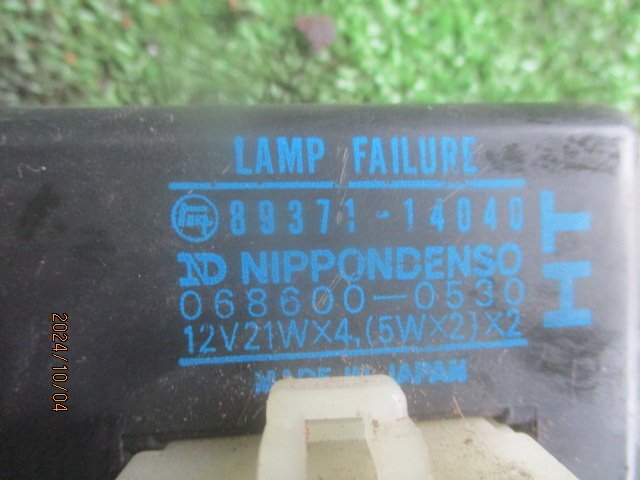 LAMP FAILURE
89371-14040
ND NIPPONDENSO
068600-0530
12V21W×4,(5W×2)×2
MADE IN JAPAN
HT
2024/10/04